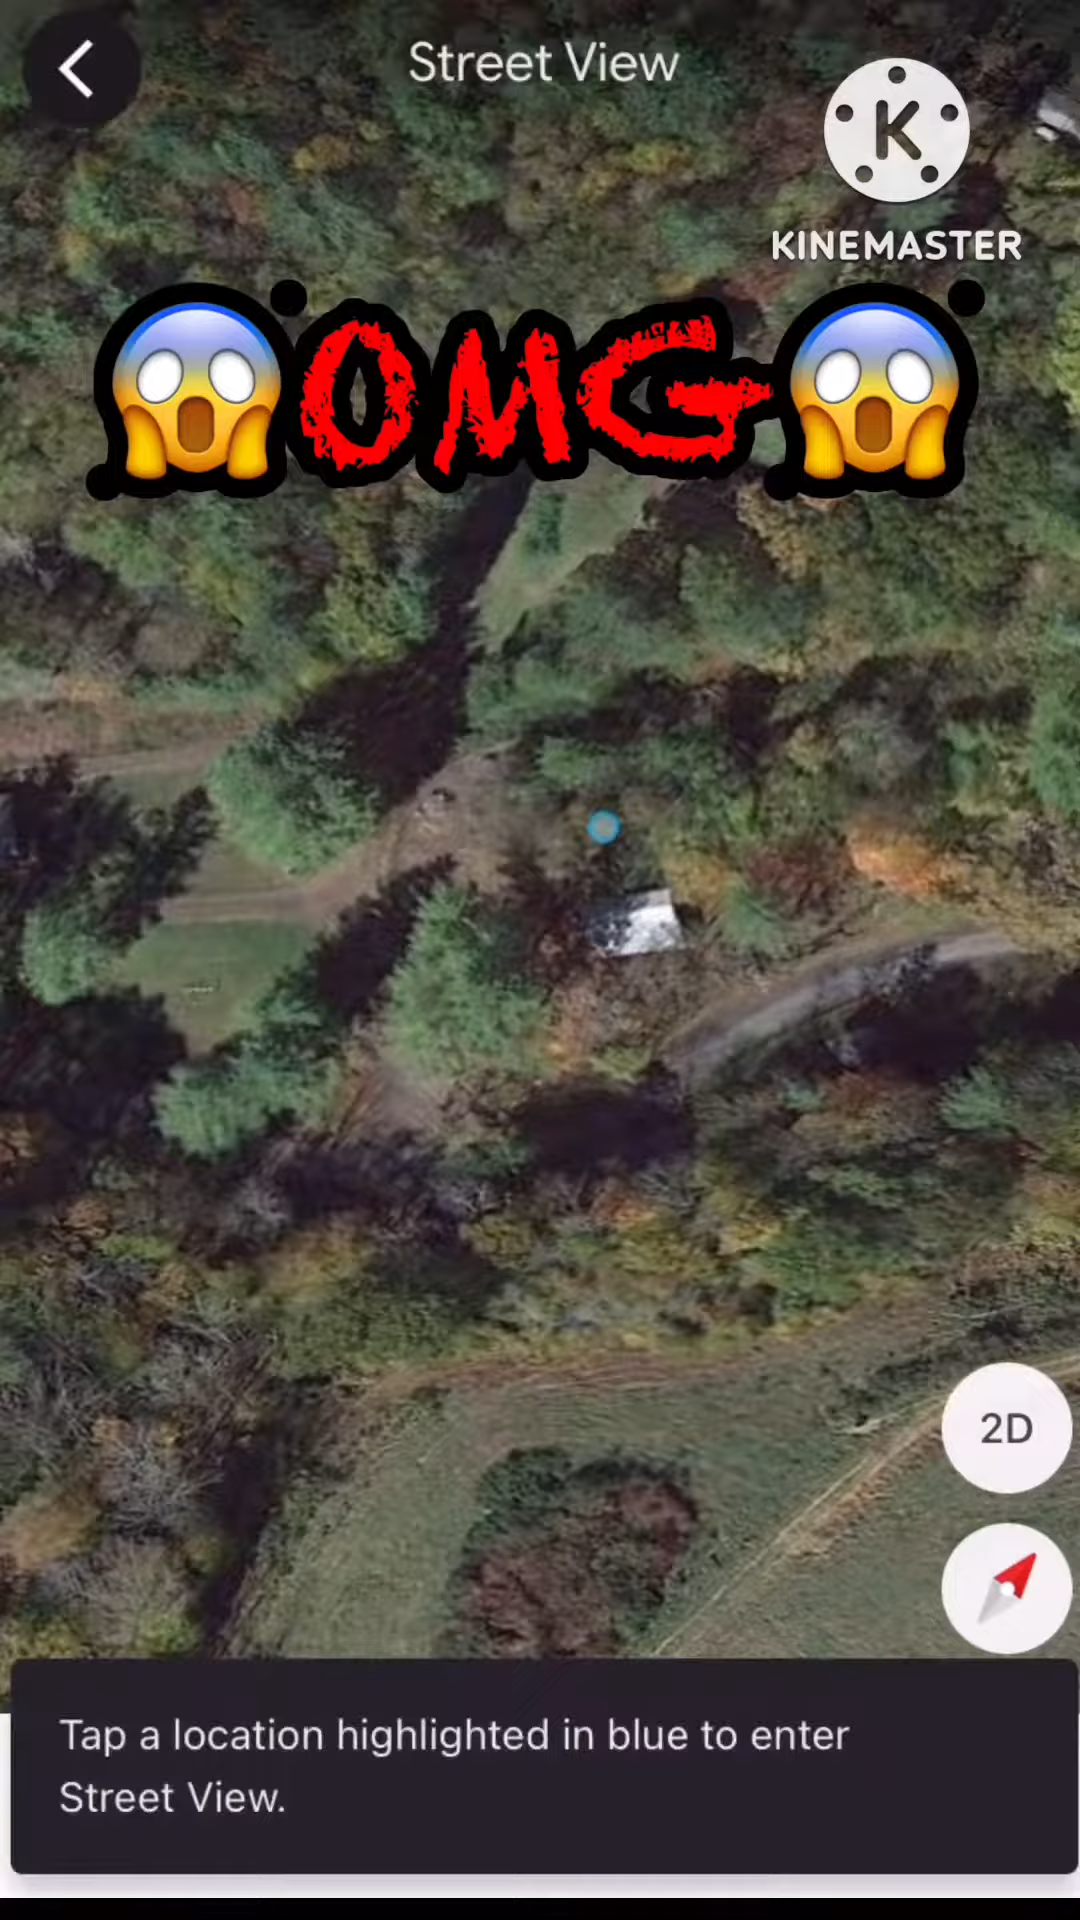 Street View
K
KINEMASTER
😱OMG😱
2D
Tap a location highlighted in blue to enter
Street View.